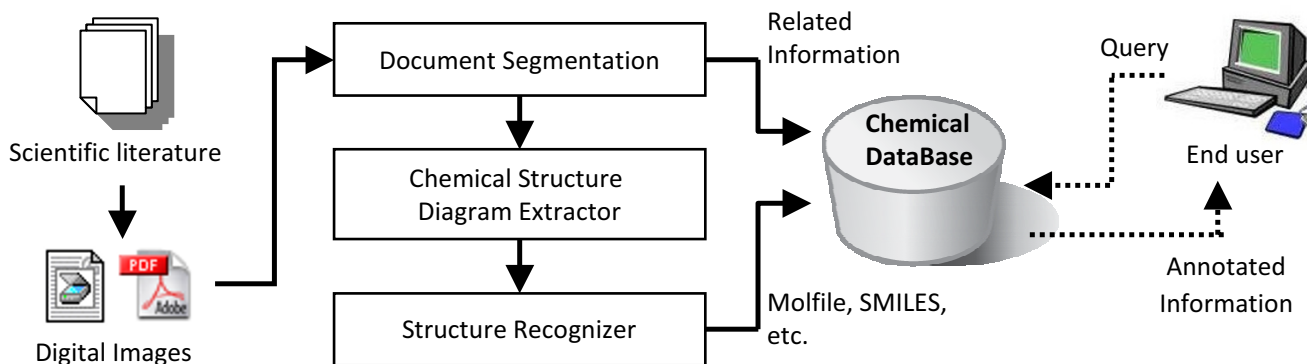 Scientific literature
PDF
Adobe
Digital Images
Document Segmentation
Chemical Structure
Diagram Extractor
Structure Recognizer
Related
Information
Molfile, SMILES,
etc.
Chemical
DataBase
Query
End user
Annotated
Information